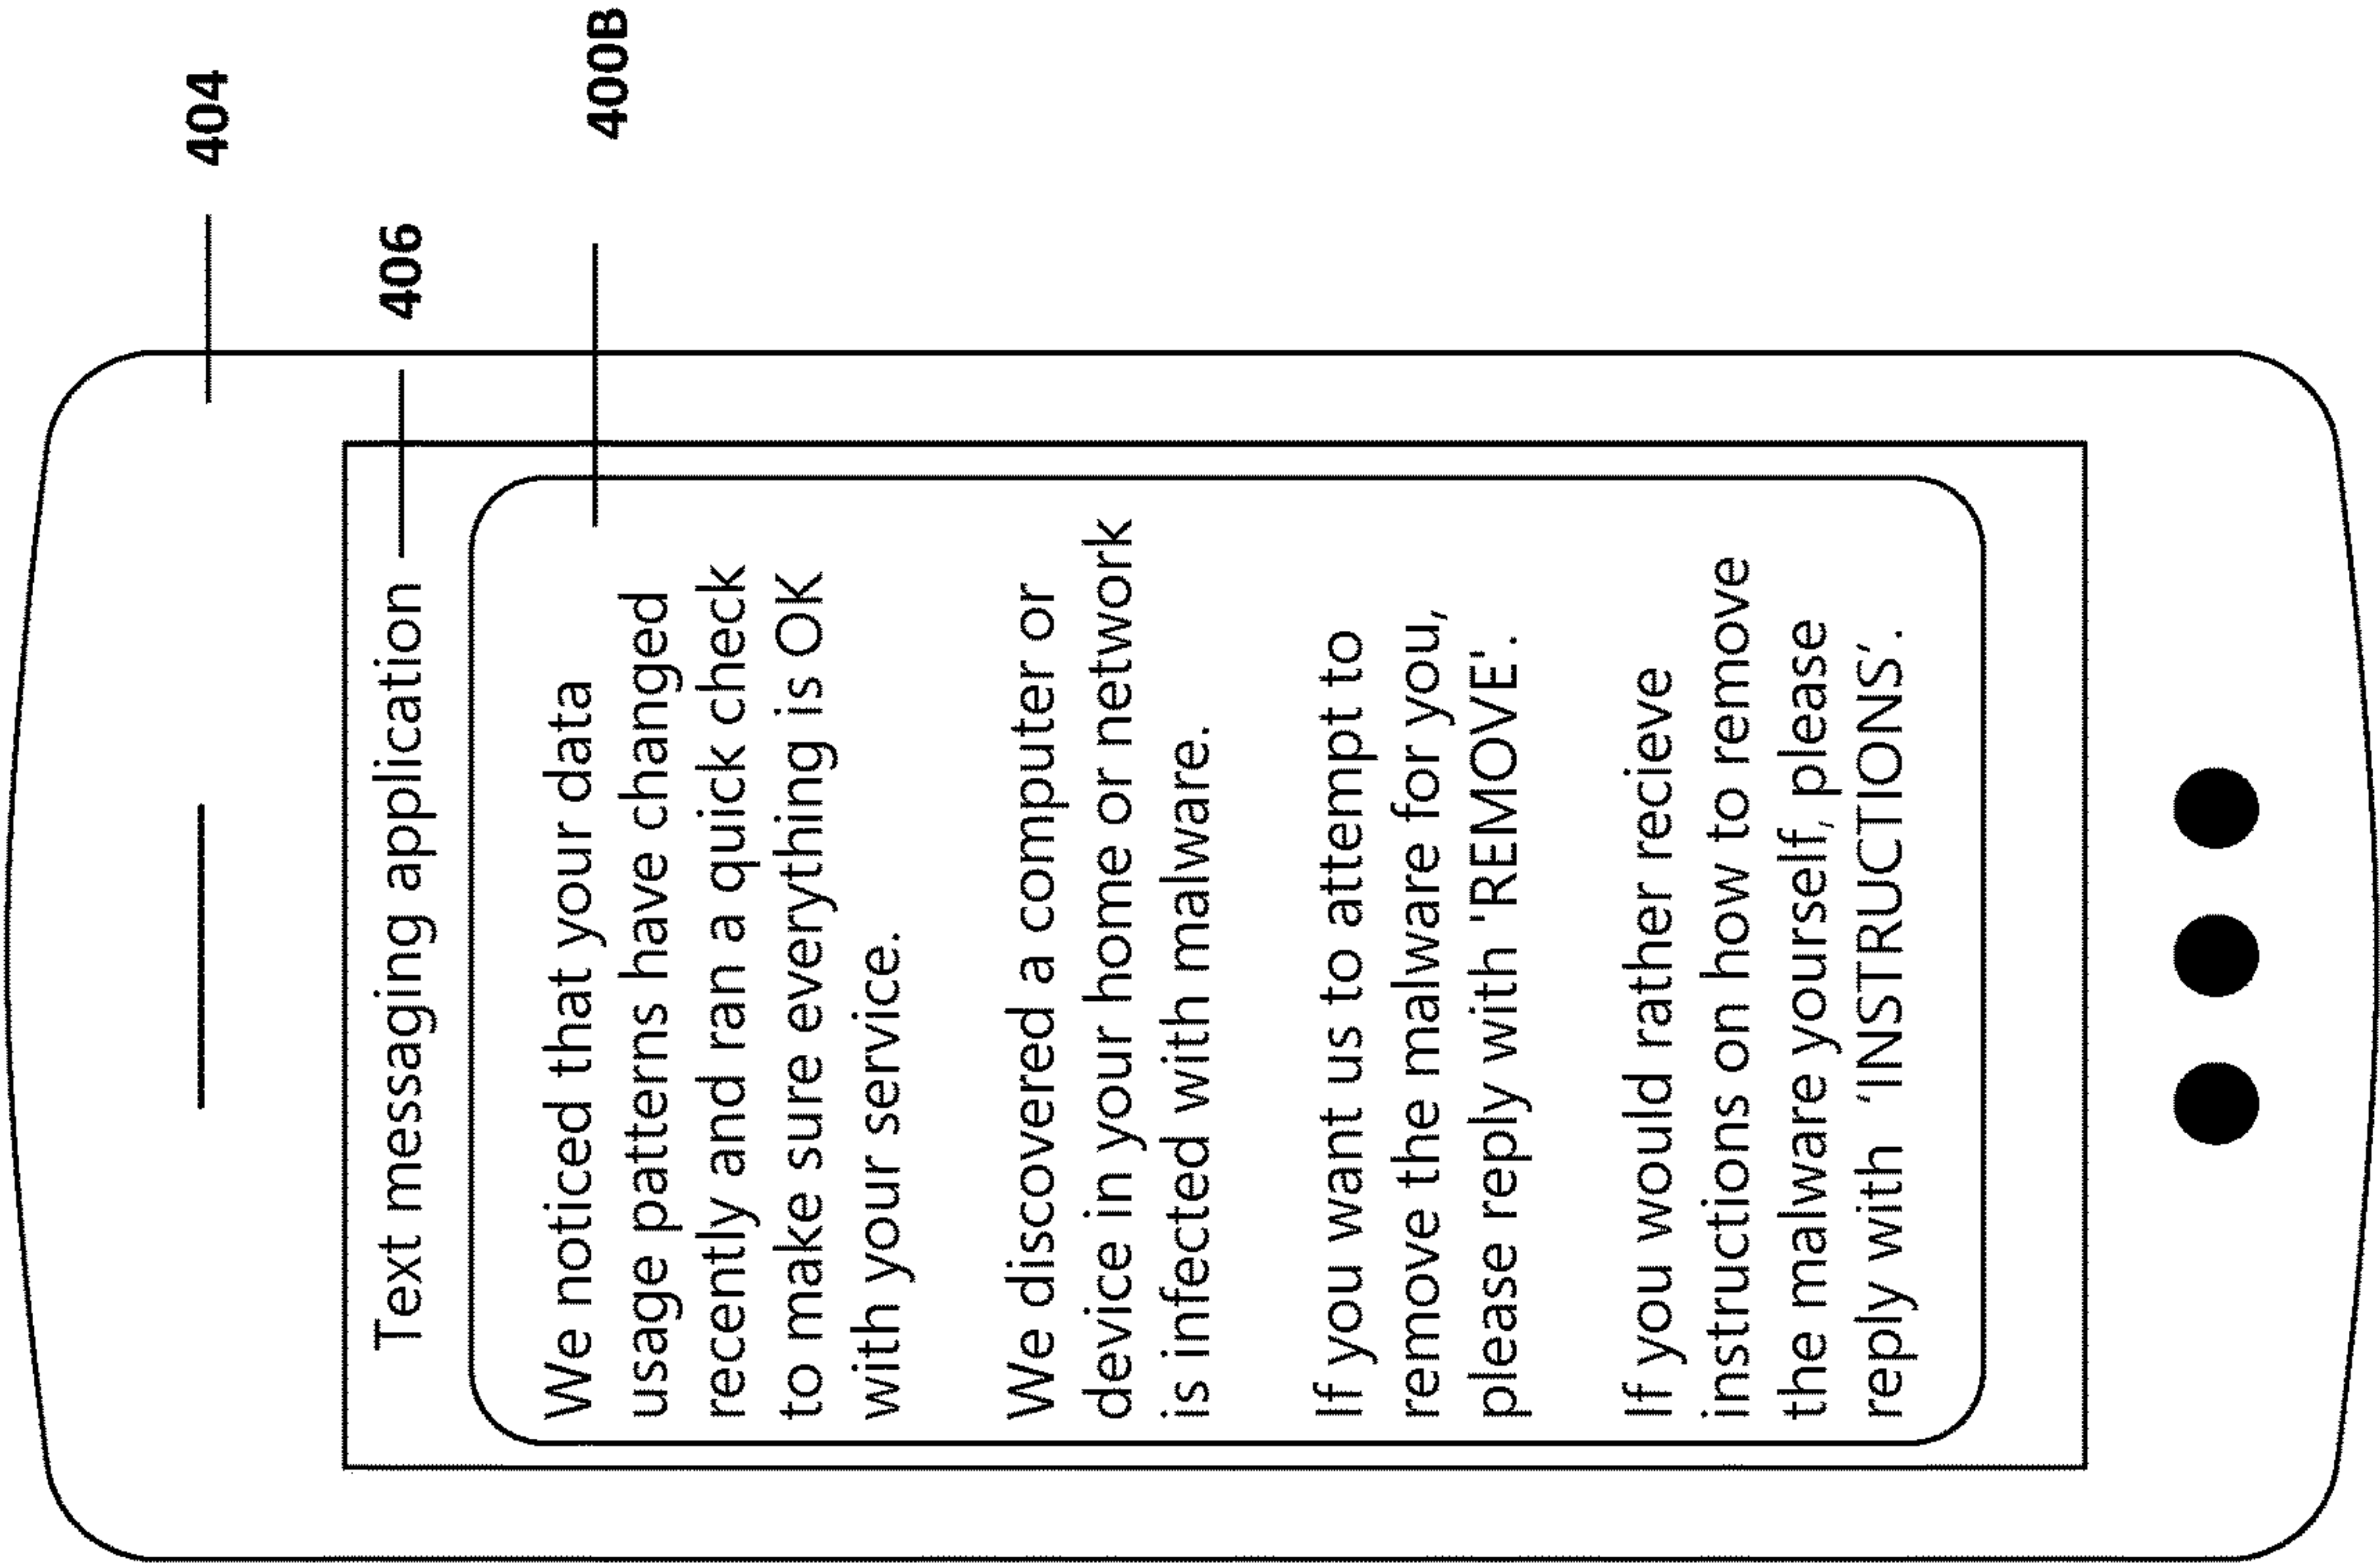 404
406
400B
Text messaging application
We noticed that your data
usage patterns have changed
recently and ran a quick check
to make sure everything is OK
with your service.
We discovered a computer or
device in your home or network
is infected with malware.
If you want us to attempt to
remove the malware for you,
please reply with 'REMOVE'.
If you would rather recieve
instructions on how to remove
the malware yourself, please
reply with ‘INSTRUCTIONS’.